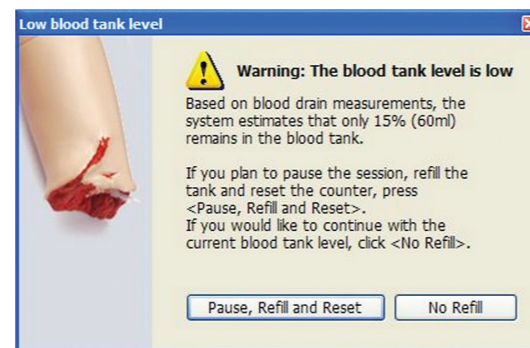 Low blood tank level
Warning: The blood tank level is low
Based on blood drain measurements, the
system estimates that only 15% (60ml)
remains in the blood tank.
If you plan to pause the session, refill the
tank and reset the counter, press
<Pause, Refill and Reset>.
If you would like to continue with the
current blood tank level, click <No Refill>.
Pause, Refill and Reset
No Refill